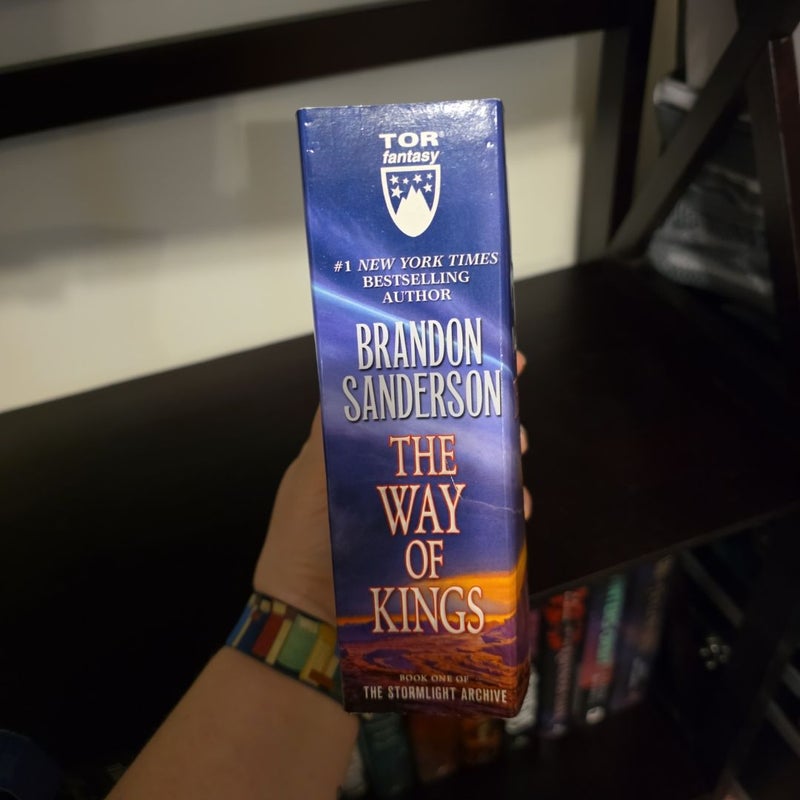 TOR®
fantasy
#1 NEW YORK TIMES
BESTSELLING
AUTHOR
BRANDON
SANDERSON
THE
WAY
OF
KINGS
BOOK ONE OF
THE STORMLIGHT ARCHIVE